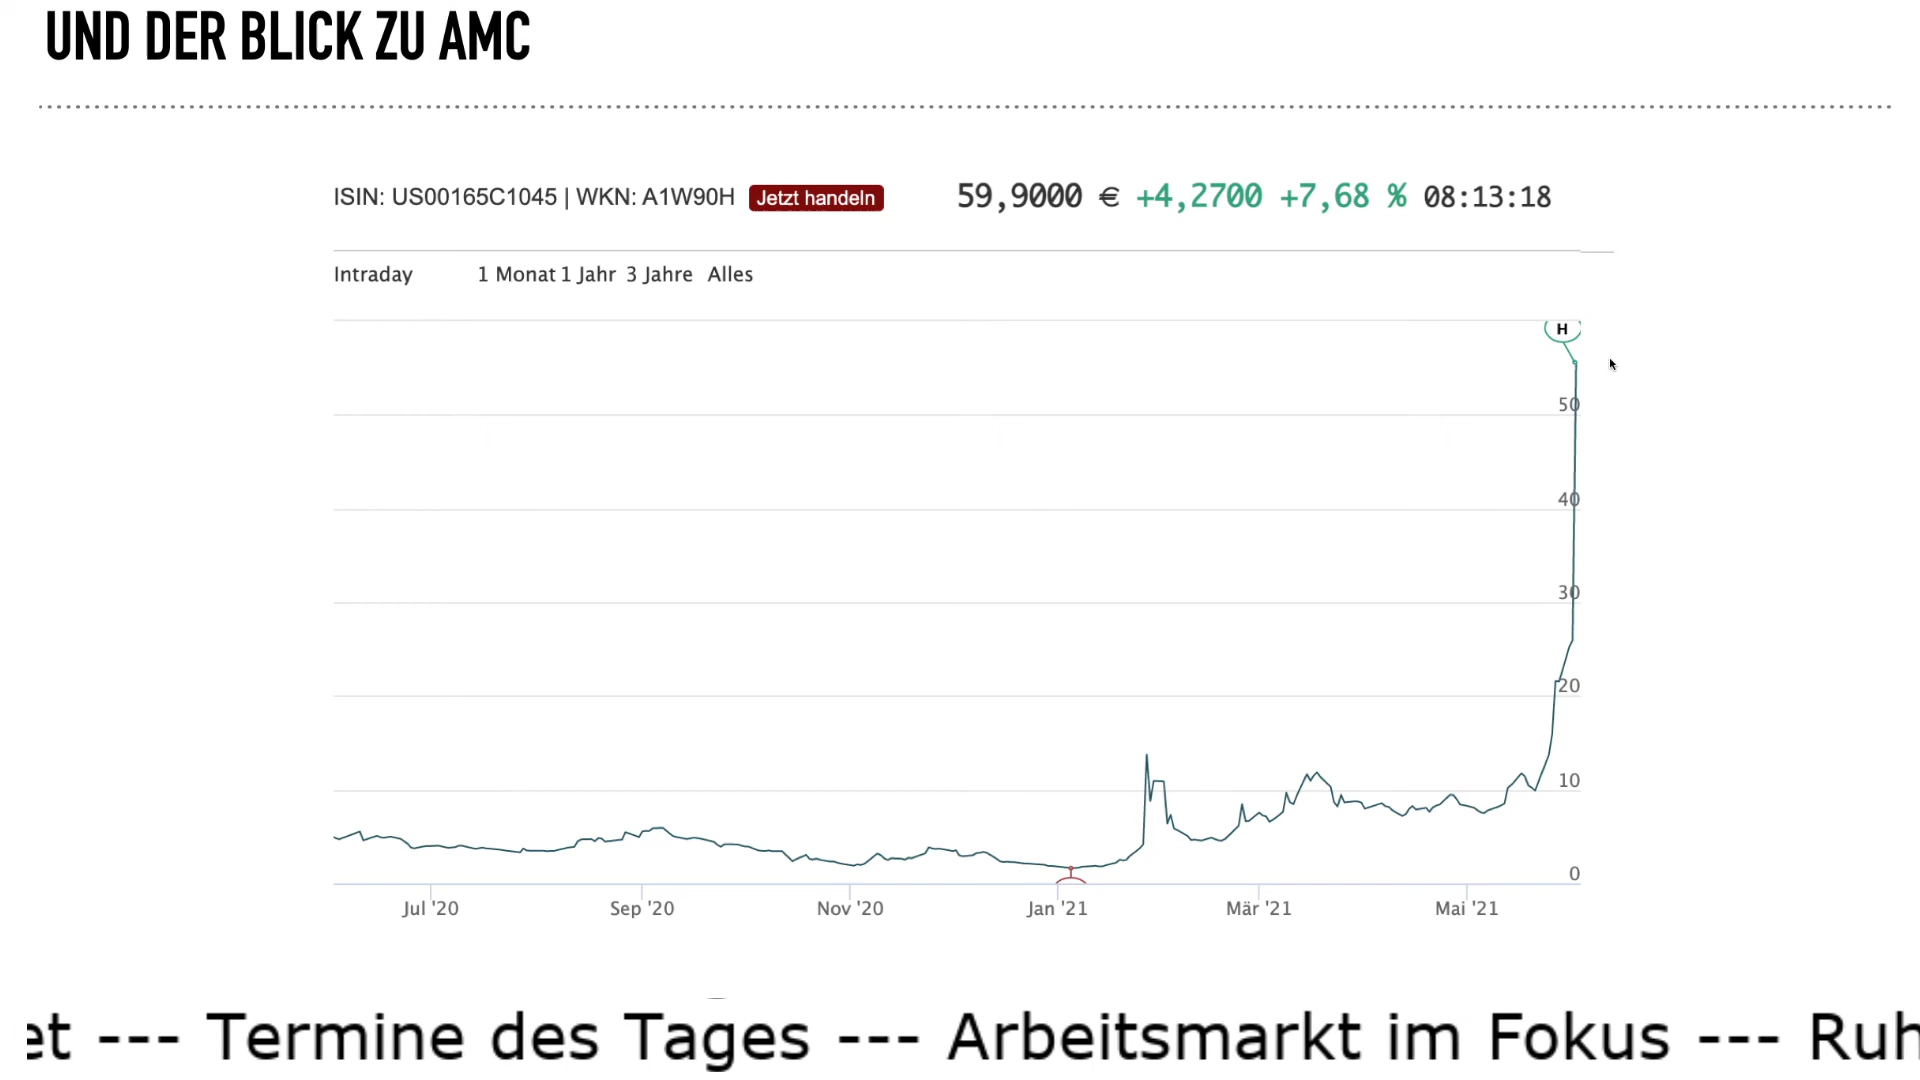 UND DER BLICK ZU AMC
ISIN: US00165C1045 | WKN: A1W90H Jetzt handeln 59,9000 € +4,2700 +7,68 % 08:13:18
Intraday 1 Monat 1 Jahr 3 Jahre Alles
H
50
40
30
20
10
0
Jul '20 Sep '20 Nov '20 Jan '21 Mär '21 Mai '21
et --- Termine des Tages --- Arbeitsmarkt im Fokus --- Ruh